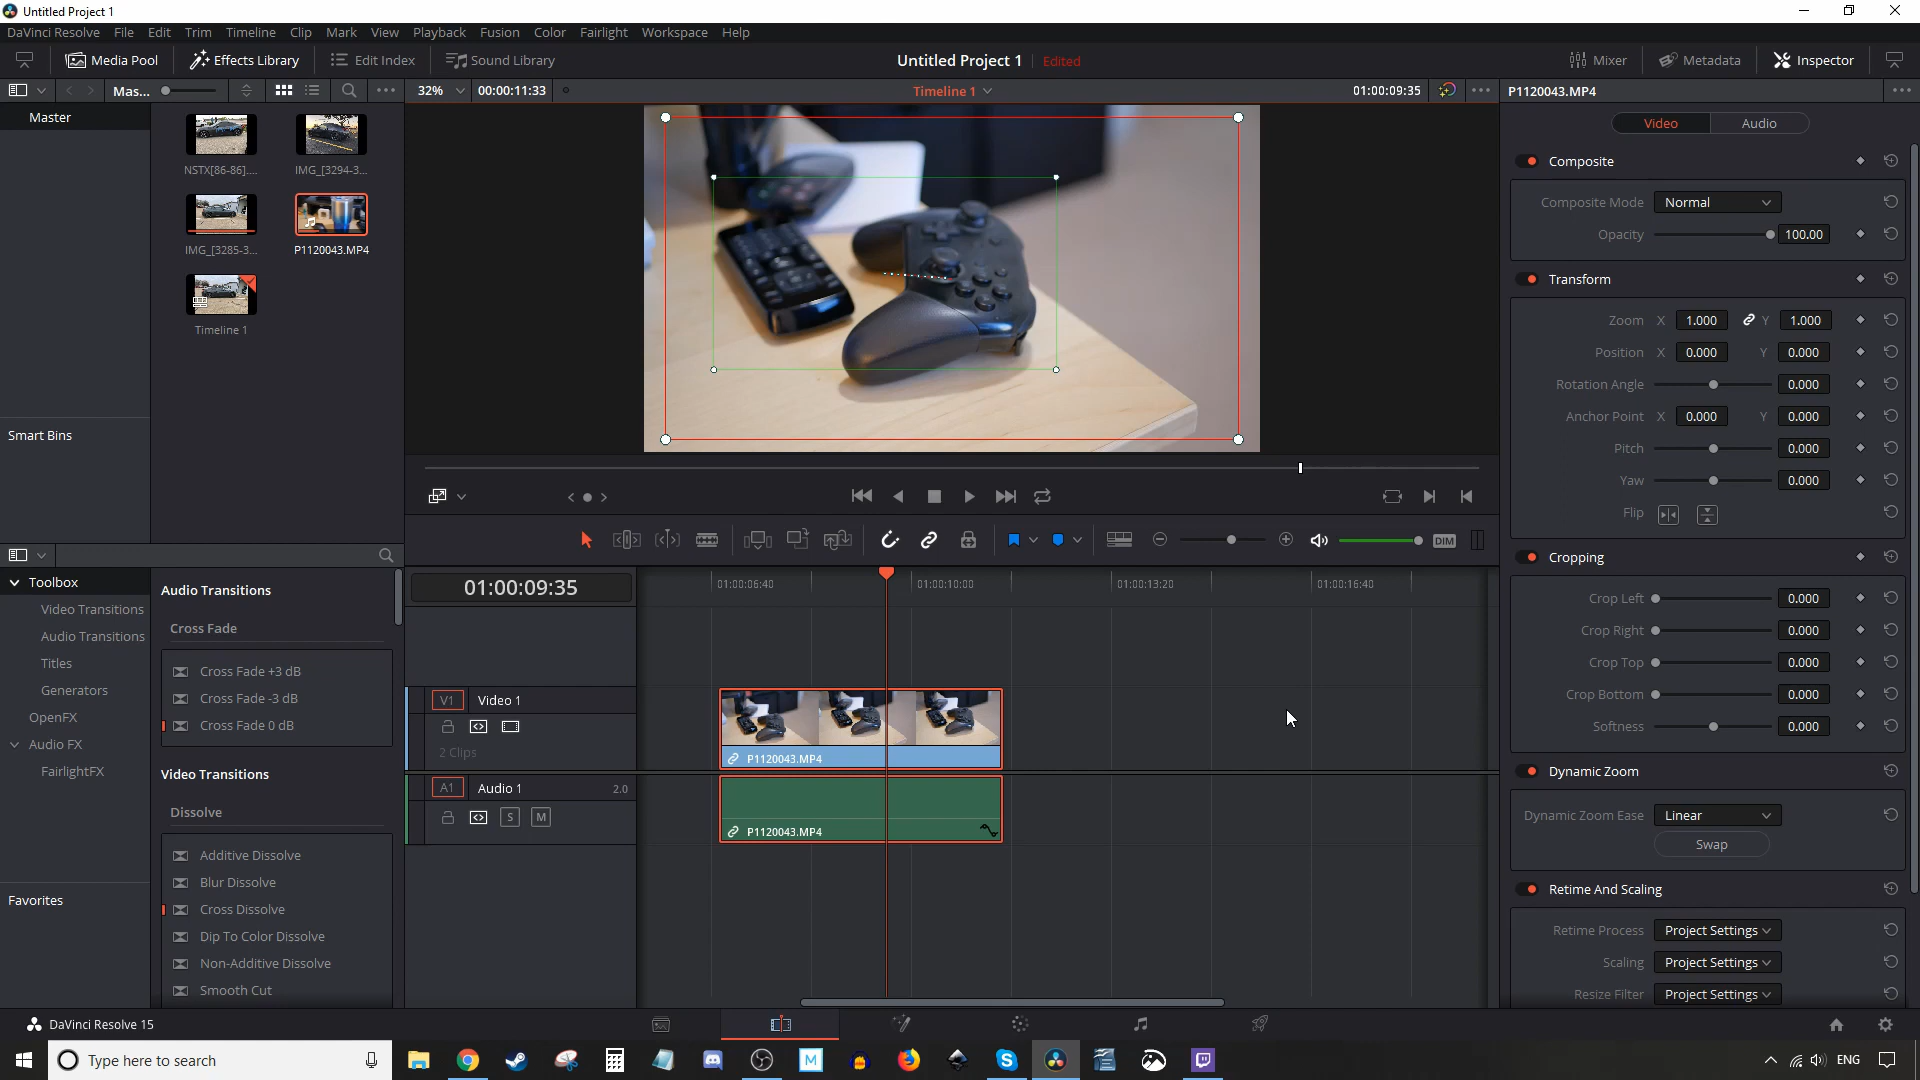 Untitled Project 1
DaVinci Resolve File Edit Trim Timeline Clip Mark View Playback Fusion Color Fairlight Workspace Help
Media Pool Effects Library Edit Index Sound Library Untitled Project 1 Edited Mixer Metadata Inspector
Mas... 32% 00:00:11:33 Timeline 1 01:00:09:35 P1120043.MP4
Master
NSTX[86-86].... IMG_[3294-3...
IMG_[3285-3... P1120043.MP4
Timeline 1
Smart Bins
Video Audio
Composite
Composite Mode Normal
Opacity 100.00
Transform
Zoom X 1.000 Y 1.000
Position X 0.000 Y 0.000
Rotation Angle 0.000
Anchor Point X 0.000 Y 0.000
Pitch 0.000
Yaw 0.000
Flip
Cropping
Crop Left 0.000
Crop Right 0.000
Crop Top 0.000
Crop Bottom 0.000
Softness 0.000
Dynamic Zoom
Dynamic Zoom Ease Linear
Swap
Retime And Scaling
Retime Process Project Settings
Scaling Project Settings
Resize Filter Project Settings
DIM
Toolbox
Video Transitions
Audio Transitions
Titles
Generators
OpenFX
Audio FX
FairlightFX
Favorites
Audio Transitions
Cross Fade
Cross Fade +3 dB
Cross Fade -3 dB
Cross Fade 0 dB
Video Transitions
Dissolve
Additive Dissolve
Blur Dissolve
Cross Dissolve
Dip To Color Dissolve
Non-Additive Dissolve
Smooth Cut
01:00:09:35 01:00:06:40 01:00:10:00 01:00:13:20 01:00:16:40
V1 Video 1
2 Clips
P1120043.MP4
A1 Audio 1 2.0
S M
P1120043.MP4
DaVinci Resolve 15
Type here to search
M
ENG